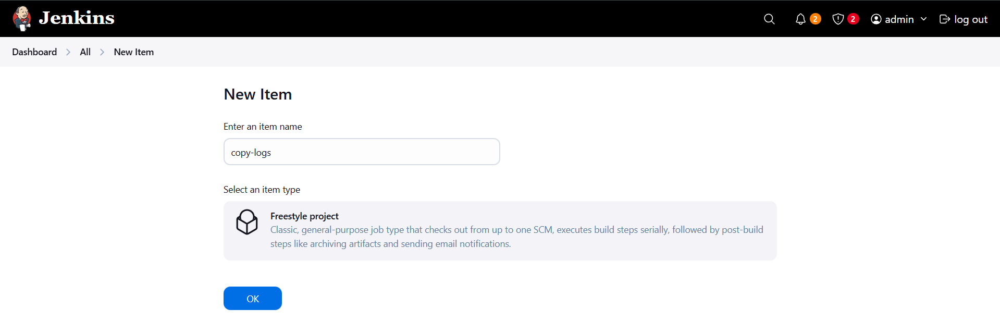 Jenkins
2
2
admin
log out
Dashboard
All
New Item
New Item
Enter an item name
copy-logs
Select an item type
Freestyle project
Classic, general-purpose job type that checks out from up to one SCM, executes build steps serially, followed by post-build
steps like archiving artifacts and sending email notifications.
OK